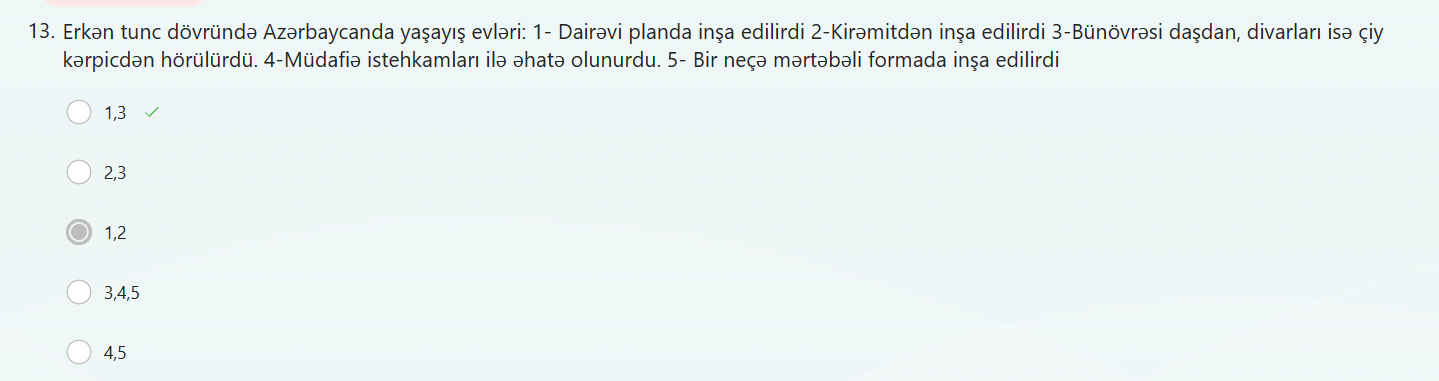 13. Erkən tunc dövründə Azərbaycanda yaşayış evləri: 1- Dairəvi planda inşa edilirdi 2-Kirəmitdən inşa edilirdi 3-Bünövrəsi daşdan, divarları isə çiy
kərpicdən hörülürdü. 4-Müdafiə istehkamları ilə əhatə olunurdu. 5- Bir neçə mərtəbəli formada inşa edilirdi
1,3
2,3
1,2
3,4,5
4,5